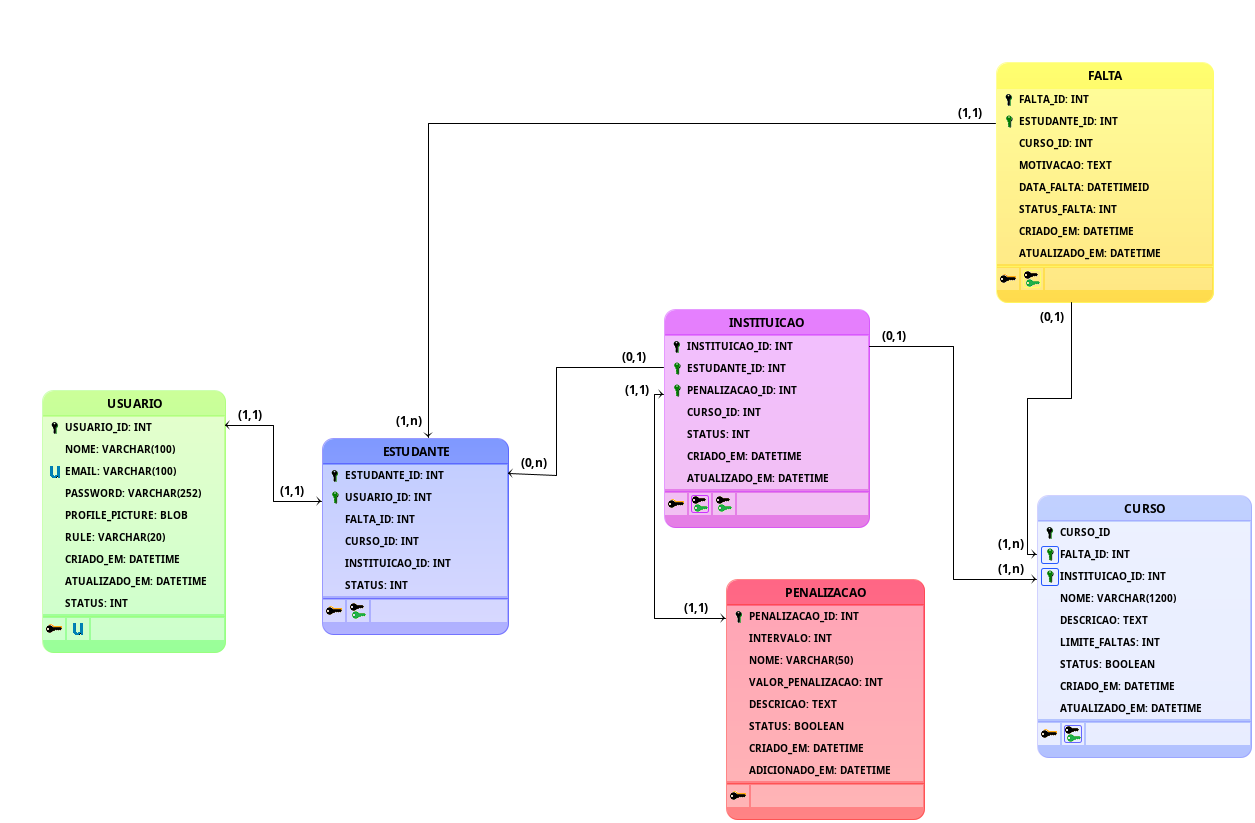 FALTA
FALTA_ID: INT
(1,1)
ESTUDANTE_ID: INT
CURSO_ID: INT
MOTIVACAO: TEXT
DATA_FALTA: DATETIMEID
STATUS_FALTA: INT
CRIADO_EM: DATETIME
ATUALIZADO_EM: DATETIME
(0,1)
INSTITUICAO
(0,1)
INSTITUICAO_ID: INT
(0,1)
ESTUDANTE_ID: INT
(1,1)
PENALIZACAO_ID: INT
CURSO_ID: INT
STATUS: INT
CRIADO_EM: DATETIME
ATUALIZADO_EM: DATETIME
USUARIO
(1,1)
USUARIO_ID: INT
NOME: VARCHAR(100)
u EMAIL: VARCHAR(100)
PASSWORD: VARCHAR(252)
PROFILE_PICTURE: BLOB
RULE: VARCHAR(20)
CRIADO_EM: DATETIME
ATUALIZADO_EM: DATETIME
STATUS: INT
u
(1,1)
(1,n)
ESTUDANTE
(0,n)
ESTUDANTE_ID: INT
USUARIO_ID: INT
FALTA_ID: INT
CURSO_ID: INT
INSTITUICAO_ID: INT
STATUS: INT
(1,1)
PENALIZACAO
PENALIZACAO_ID: INT
INTERVALO: INT
NOME: VARCHAR(50)
VALOR_PENALIZACAO: INT
DESCRICAO: TEXT
STATUS: BOOLEAN
CRIADO_EM: DATETIME
ADICIONADO_EM: DATETIME
CURSO
CURSO_ID
(1,n)
FALTA_ID: INT
(1,n)
INSTITUICAO_ID: INT
NOME: VARCHAR(1200)
DESCRICAO: TEXT
LIMITE_FALTAS: INT
STATUS: BOOLEAN
CRIADO_EM: DATETIME
ATUALIZADO_EM: DATETIME